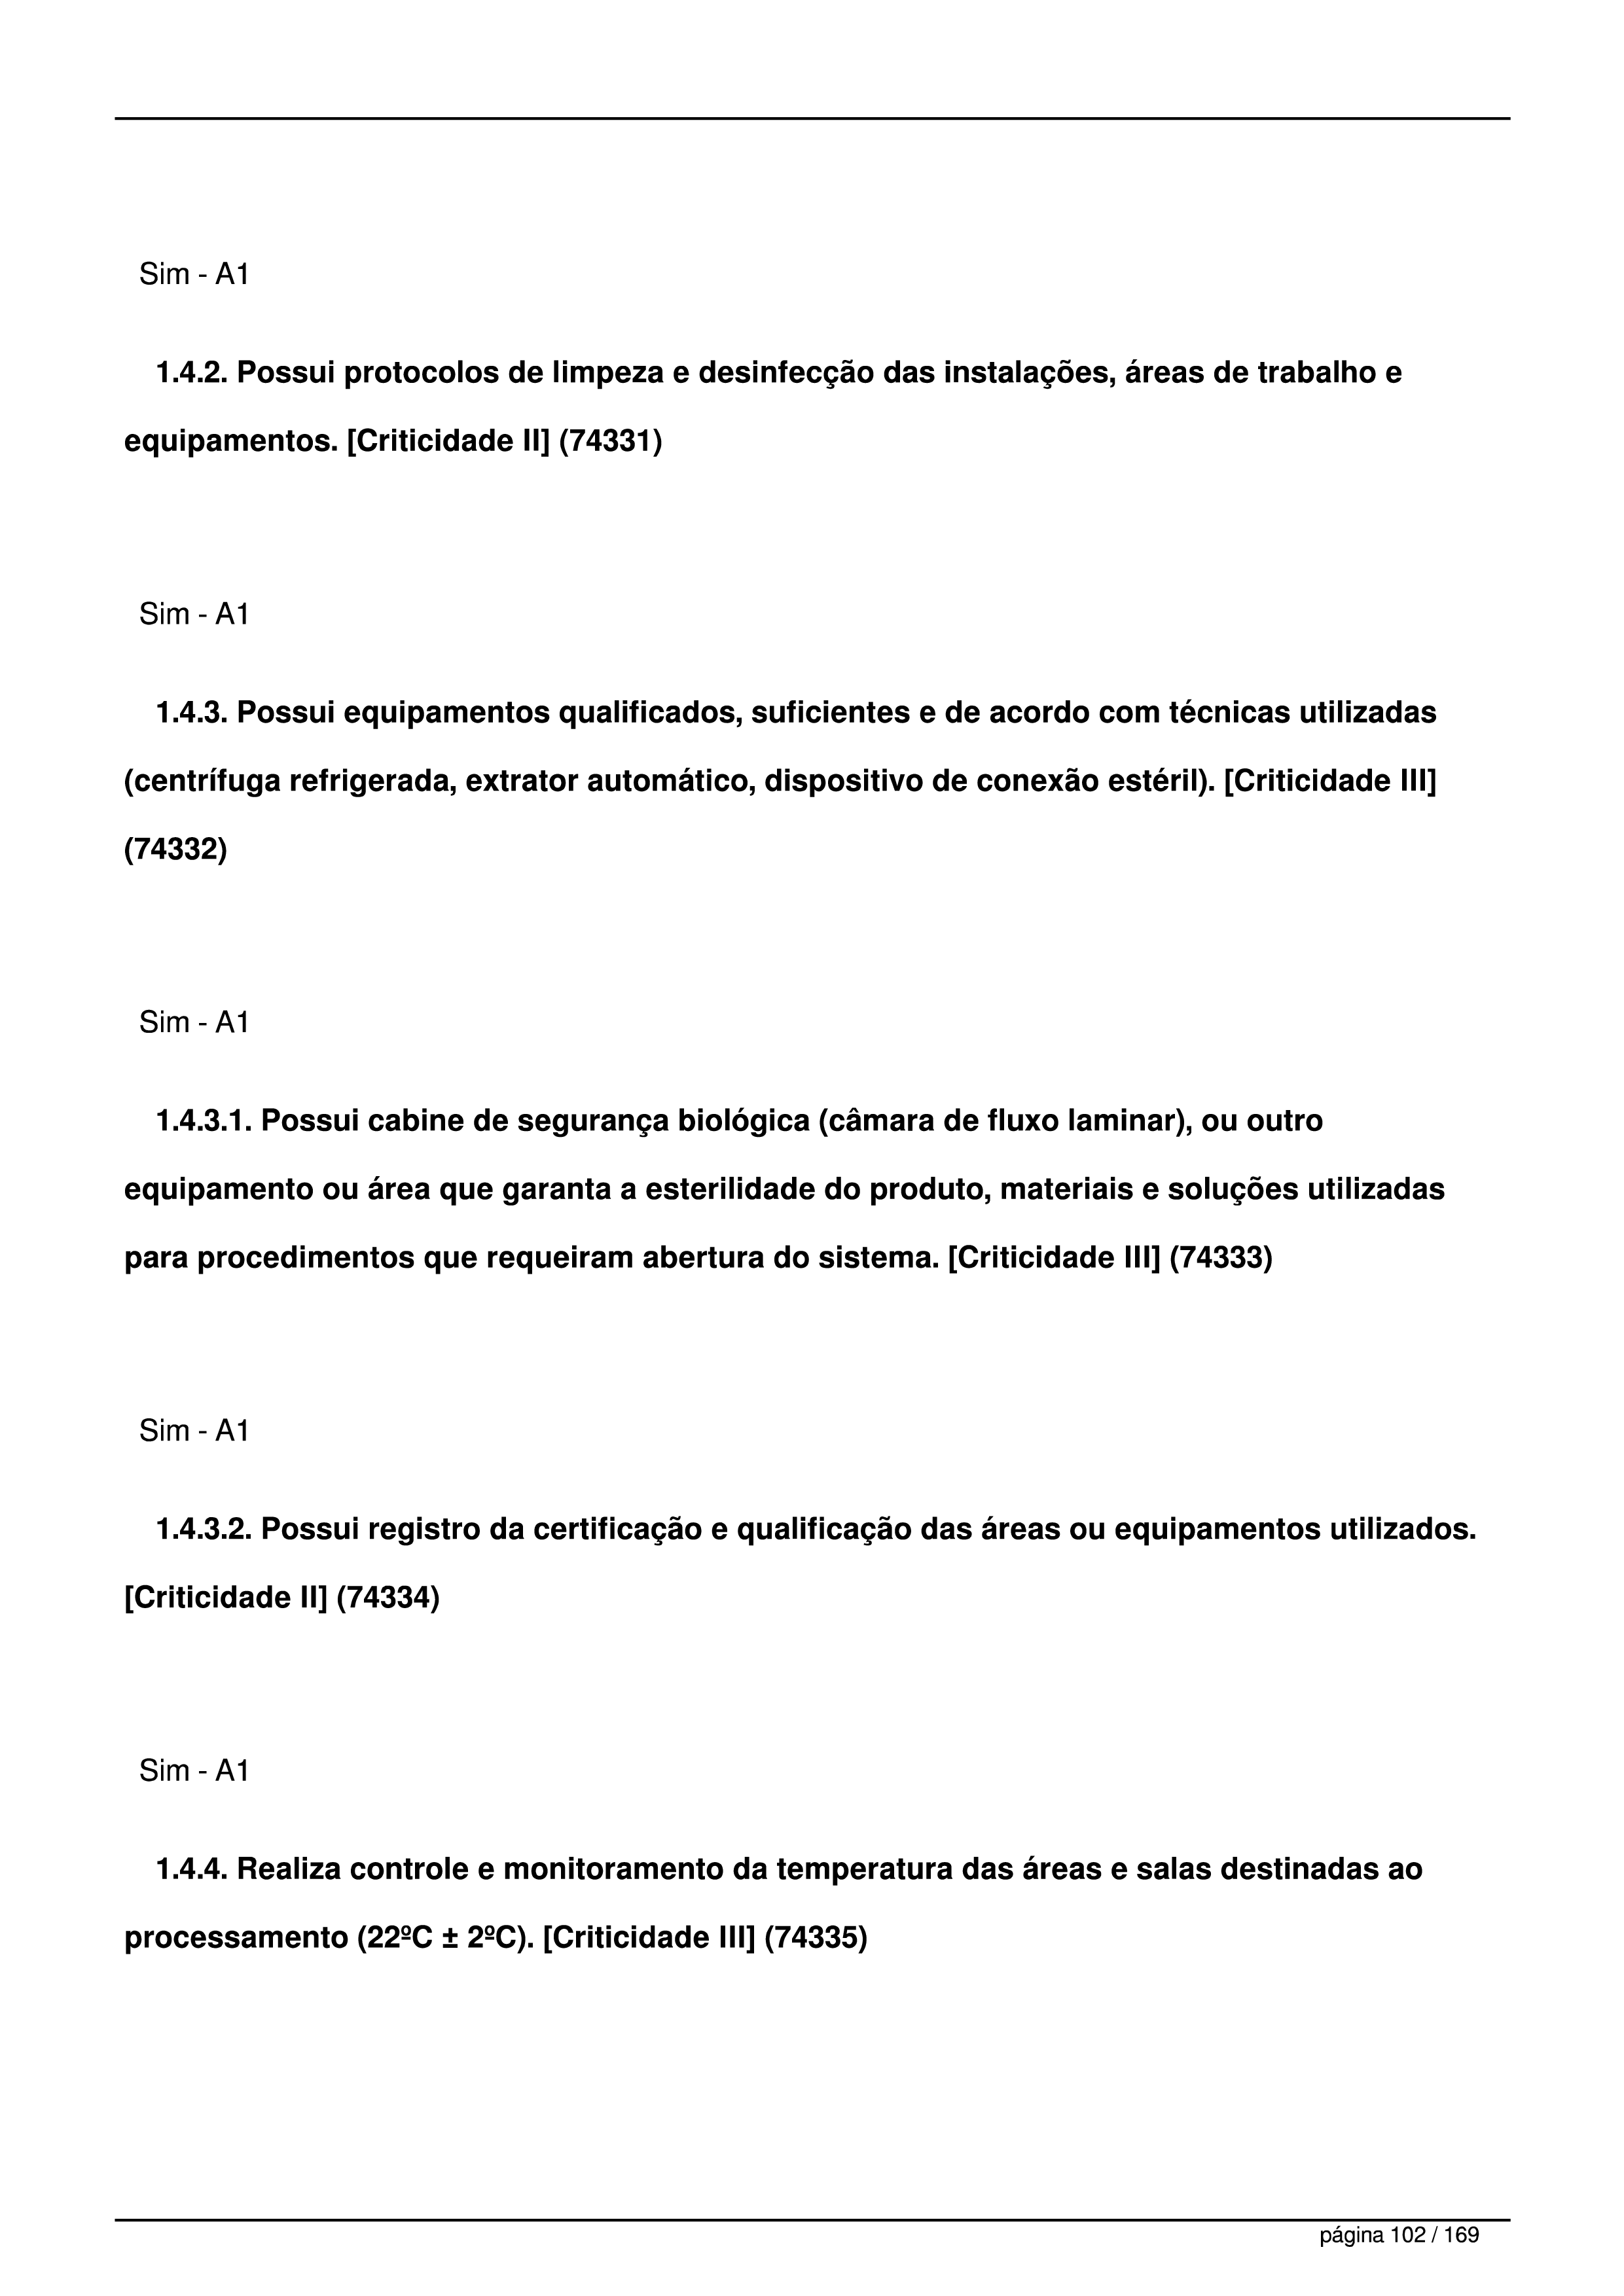 Sim - A1
1.4.2. Possui protocolos de limpeza e desinfecção das instalações, áreas de trabalho e
equipamentos. [Criticidade II] (74331)
Sim - A1
1.4.3. Possui equipamentos qualificados, suficientes e de acordo com técnicas utilizadas
(centrífuga refrigerada, extrator automático, dispositivo de conexão estéril). [Criticidade III]
(74332)
Sim - A1
1.4.3.1. Possui cabine de segurança biológica (câmara de fluxo laminar), ou outro
equipamento ou área que garanta a esterilidade do produto, materiais e soluções utilizadas
para procedimentos que requeiram abertura do sistema. [Criticidade III] (74333)
Sim - A1
1.4.3.2. Possui registro da certificação e qualificação das áreas ou equipamentos utilizados.
[Criticidade II] (74334)
Sim - A1
1.4.4. Realiza controle e monitoramento da temperatura das áreas e salas destinadas ao
processamento (22ºC ± 2ºC). [Criticidade III] (74335)
página 102 / 169